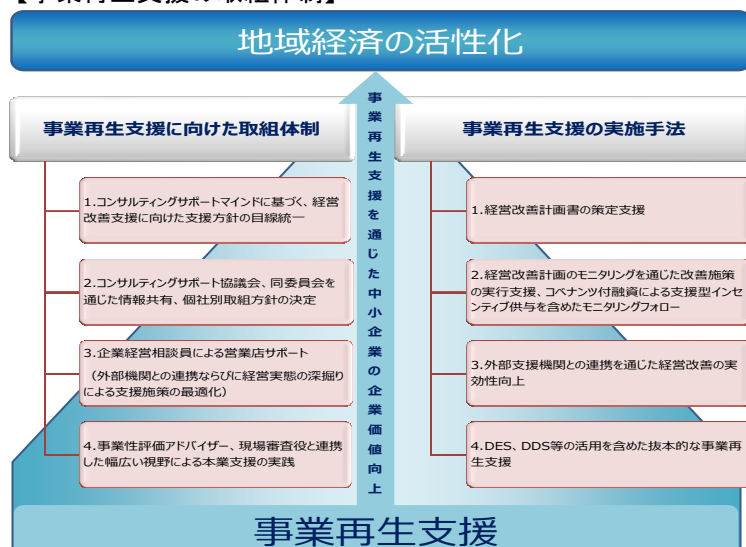 【事業再生支援の取組体制】
地域経済の活性化
事業再生支援に向けた取組体制
1.コンサルティングサポートマインドに基づく、経営
改善支援に向けた支援方針の目線統一
2.コンサルティングサポート協議会、同委員会を
通じた情報共有、個社別取組方針の決定
3.企業経営相談員による営業店サポート
（外部機関との連携ならびに経営実態の深掘り
による支援施策の最適化）
4.事業性評価アドバイザー、現場審査役と連携
した幅広い視野による本業支援の実践
事業再生支援を通じた中小企業の企業価値向上
事業再生支援の実施手法
1.経営改善計画書の策定支援
2.経営改善計画のモニタリングを通じた改善施策
の実行支援、コベナンツ付融資による支援型インセ
ンティブ供与を含めたモニタリングフォロー
3.外部支援機関との連携を通じた経営改善の実
効性向上
4.DES、DDS等の活用を含めた抜本的な事業再
生支援
事業再生支援